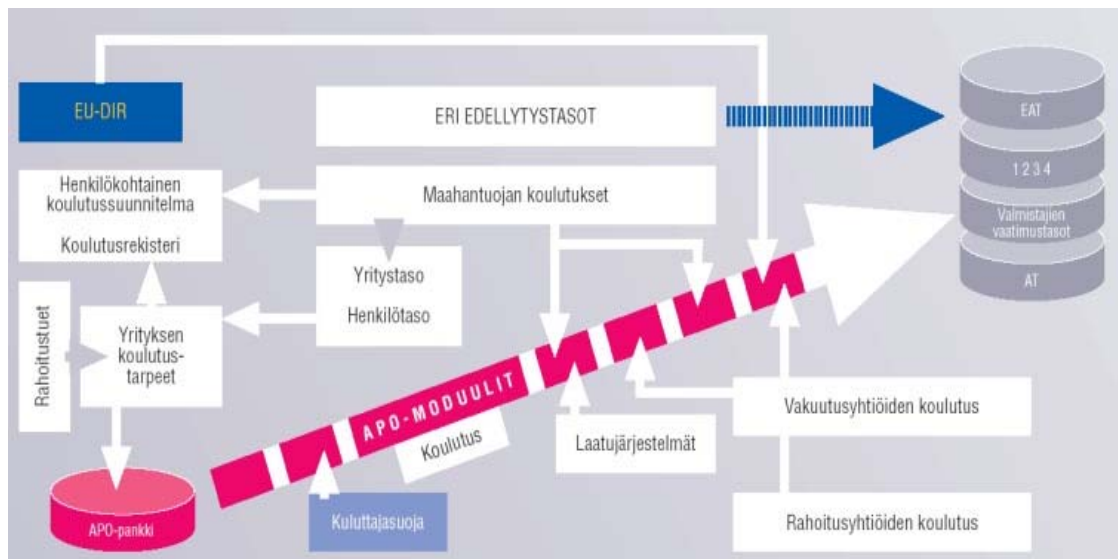 EU-DIR
ERI EDELLYTYSTASOT
EAT
1 2 3 4
Valmistajien
vaatimustasot
AT
Henkilökohtainen
koulutussuunnitelma
Koulutusrekisteri
Maahantuojan koulutukset
Yritystaso
Henkilötaso
Rahoitustuet
Yrityksen
koulutus-
tarpeet
APO-MODUULIT
Koulutus
Laatujärjestelmät
Vakuutusyhtiöiden koulutus
APO-pankki
Kuluttajasuoja
Rahoitusyhtiöiden koulutus